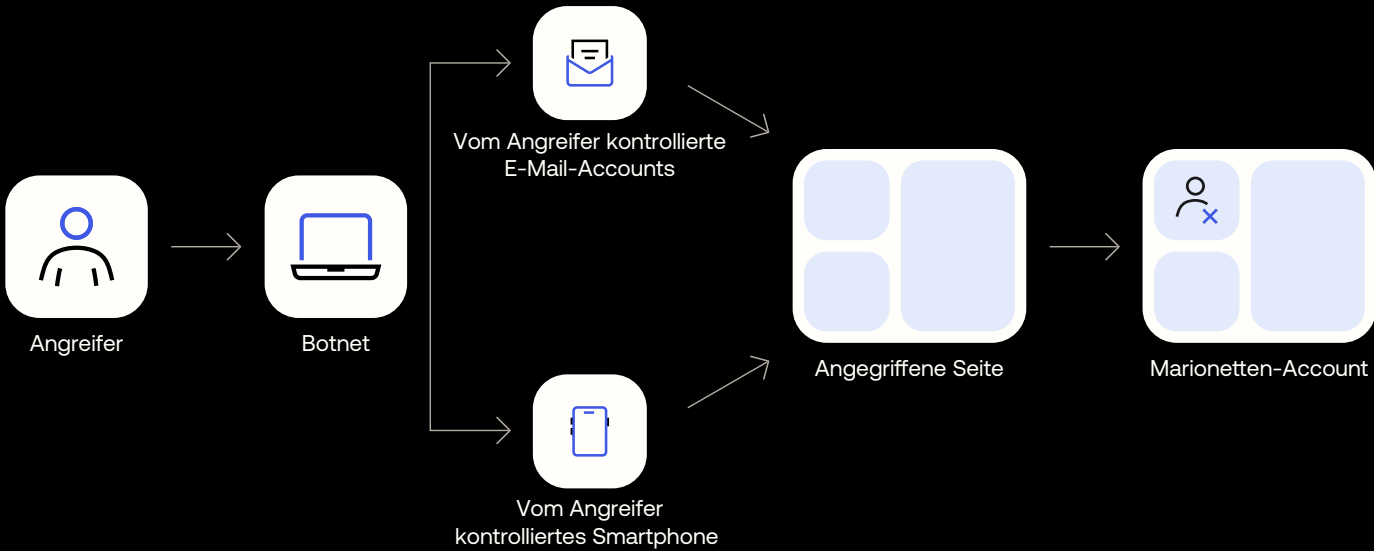 Angreifer
Botnet
Vom Angreifer kontrollierte
E-Mail-Accounts
Vom Angreifer
kontrolliertes Smartphone
Angegriffene Seite
Marionetten-Account